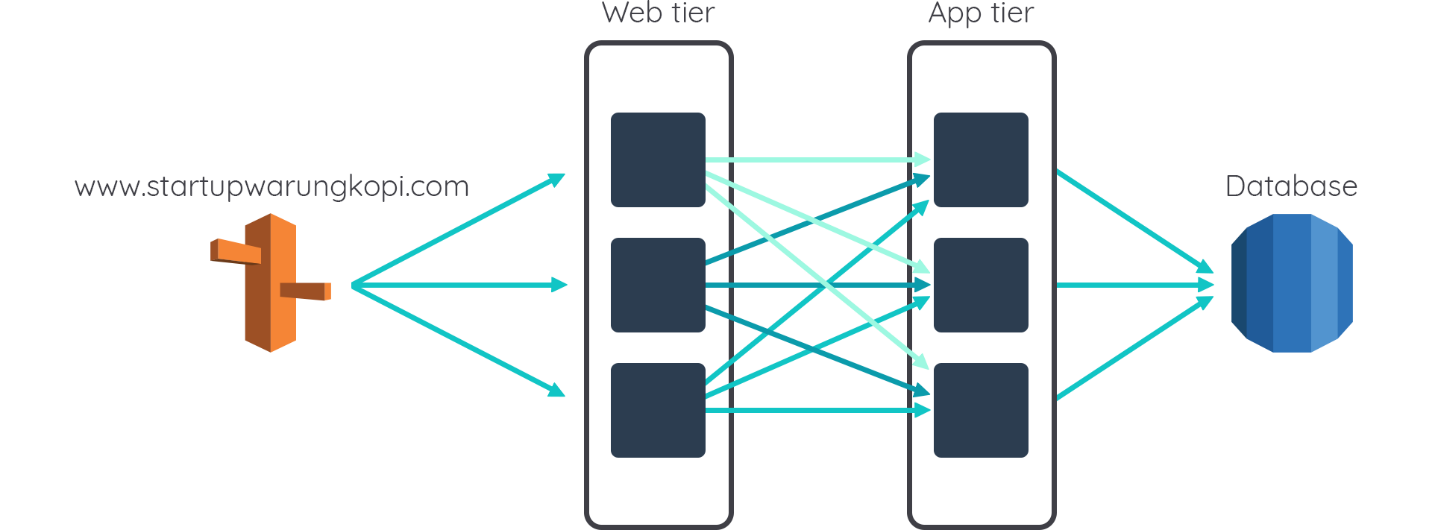 Web tier
App tier
www.startupwarungkopi.com
Database